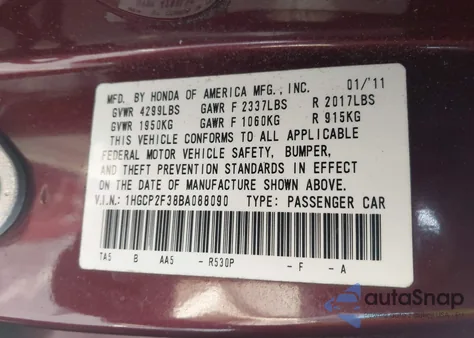 MFD. BY HONDA OF AMERICA MFG., INC. 01/'11
GVWR 4299LBS GAWR F 2337LBS R 2017LBS
GVWR 1950KG GAWR F 1060KG R 915KG
THIS VEHICLE CONFORMS TO ALL APPLICABLE
FEDERAL MOTOR VEHICLE SAFETY, BUMPER,
AND THEFT PREVENTION STANDARDS IN EFFECT
ON THE DATE OF MANUFACTURE SHOWN ABOVE.
V.I.N.: 1HGCP2F38BA088090 TYPE: PASSENGER CAR
TA5 B AA5 - R530P - F - A
autoSnap